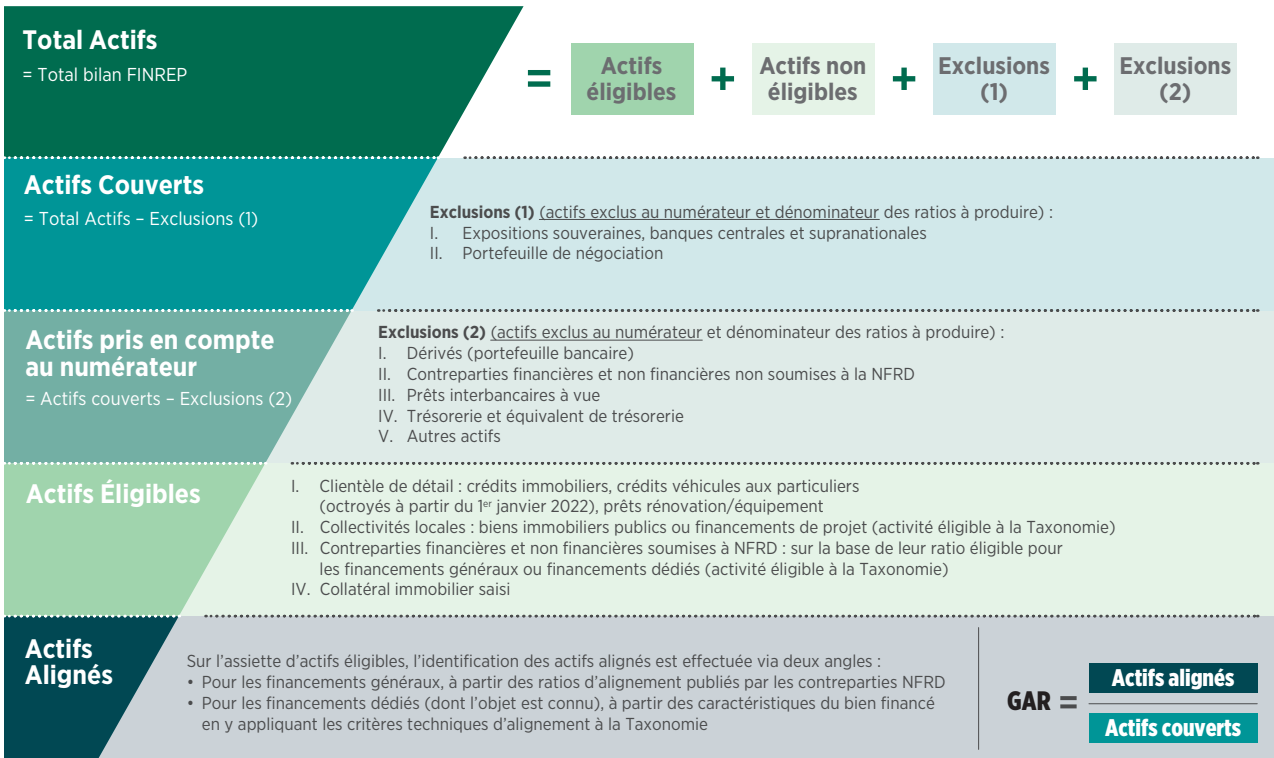 Total Actifs
= Total bilan FINREP
= Actifs éligibles + Actifs non éligibles + Exclusions (1) + Exclusions (2)
Actifs Couverts
= Total Actifs – Exclusions (1)
Exclusions (1) (actifs exclus au numérateur et dénominateur des ratios à produire) :
I. Expositions souveraines, banques centrales et supranationales
II. Portefeuille de négociation
Actifs pris en compte
au numérateur
= Actifs couverts – Exclusions (2)
Exclusions (2) (actifs exclus au numérateur et dénominateur des ratios à produire) :
I. Dérivés (portefeuille bancaire)
II. Contreparties financières et non financières non soumises à la NFRD
III. Prêts interbancaires à vue
IV. Trésorerie et équivalent de trésorerie
V. Autres actifs
Actifs Éligibles
I. Clientèle de détail : crédits immobiliers, crédits véhicules aux particuliers
(octroyés à partir du 1er janvier 2022), prêts rénovation/équipement
II. Collectivités locales : biens immobiliers publics ou financements de projet (activité éligible à la Taxonomie)
III. Contreparties financières et non financières soumises à NFRD : sur la base de leur ratio éligible pour
les financements généraux ou financements dédiés (activité éligible à la Taxonomie)
IV. Collatéral immobilier saisi
Actifs
Alignés
Sur l'assiette d'actifs éligibles, l'identification des actifs alignés est effectuée via deux angles :
• Pour les financements généraux, à partir des ratios d'alignement publiés par les contreparties NFRD
• Pour les financements dédiés (dont l'objet est connu), à partir des caractéristiques du bien financé
en y appliquant les critères techniques d'alignement à la Taxonomie
GAR =
Actifs alignés
Actifs couverts